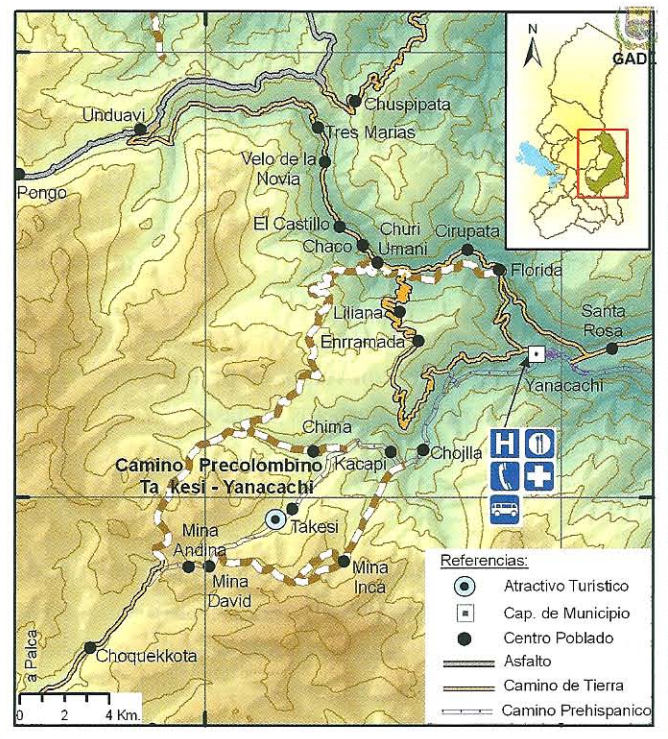 N
GADE
Chuspipata
Unduavi
Tres Marias
Velo de la
Novia
Pongo
El Castillo
Churi
Umani
Cirupata
Chaco
Florida
Liliana
Santa
Rosa
Enrramada
Yanacachi
Chima
H
Camino Precolombino
Ta kesi - Yanacachi
Kacapi
Chojlla
Takesi
Mina
Andina
Mina
David
Mina
Inca
Referencias:
Atractivo Turistico
Cap. de Municipio
Centro Poblado
Asfalto
Camino de Tierra
Camino Prehispanico
a Palca
Choquekkota
0 2 4 Km.